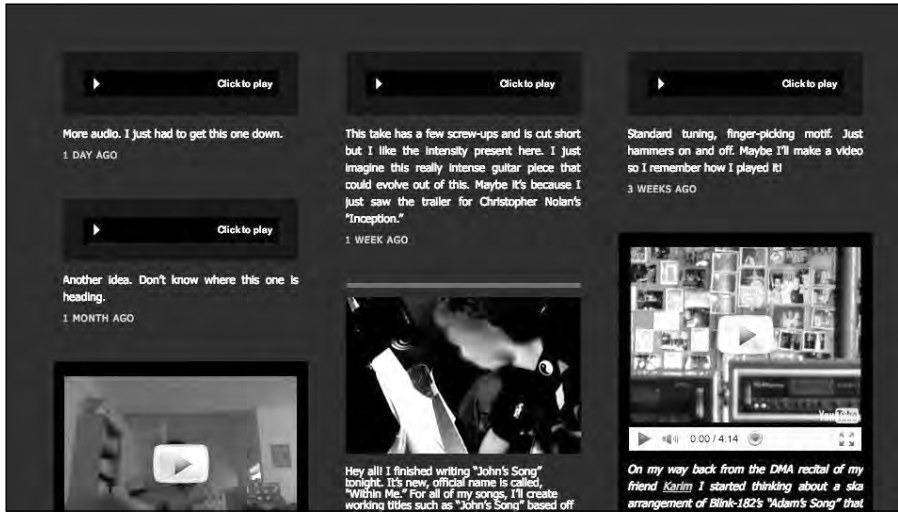 Click to play
More audio. I just had to get this one down.
1 DAY AGO
Click to play
Another idea. Don't know where this one is
heading.
1 MONTH AGO
Click to play
This take has a few screw-ups and is cut short
but I like the intensity present here. I just
imagine this really intense guitar piece that
could evolve out of this. Maybe it's because I
just saw the trailer for Christopher Nolan's
"Inception."
1 WEEK AGO
Hey all! I finished writing "John's Song"
tonight. It's new, official name is called,
"Within Me." For all of my songs, I'll create
working titles such as "John's Song" based off
Click to play
Standard tuning, finger-picking motif. Just
hammers on and off. Maybe I'll make a video
so I remember how I played it!
3 WEEKS AGO
YouTube
0:00 / 4:14
On my way back from the DMA recital of my
friend Karim I started thinking about a ska
arrangement of Blink-182's "Adam's Song" that